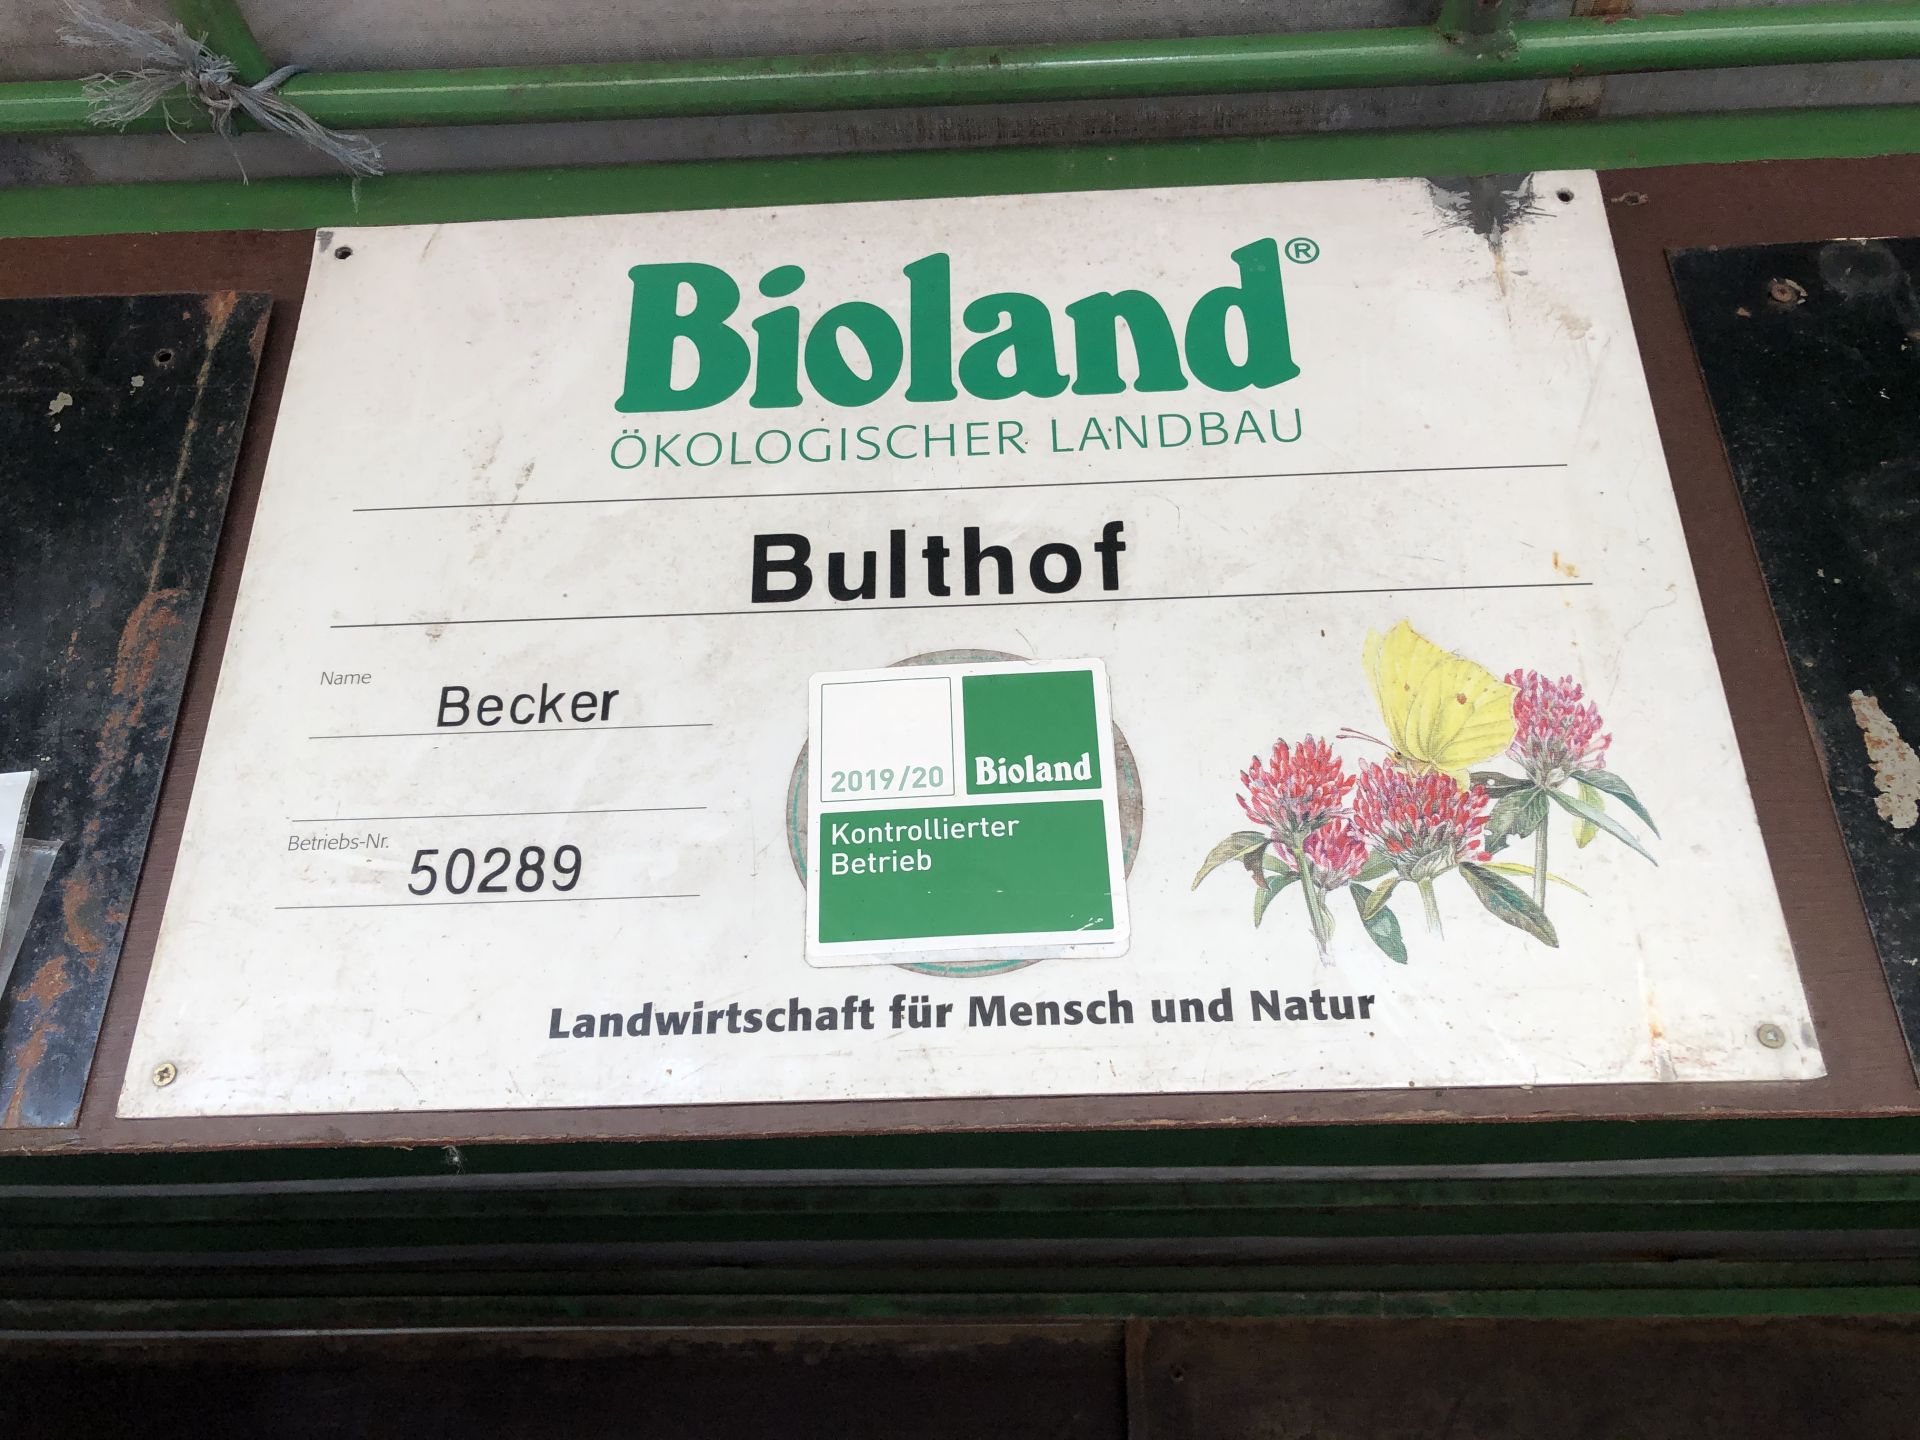 Bioland®
ÖKOLOGISCHER LANDBAU
Bulthof
Name
Becker
Betriebs-Nr.
50289
2019/20
Bioland
Kontrollierter
Betrieb
Landwirtschaft für Mensch und Natur